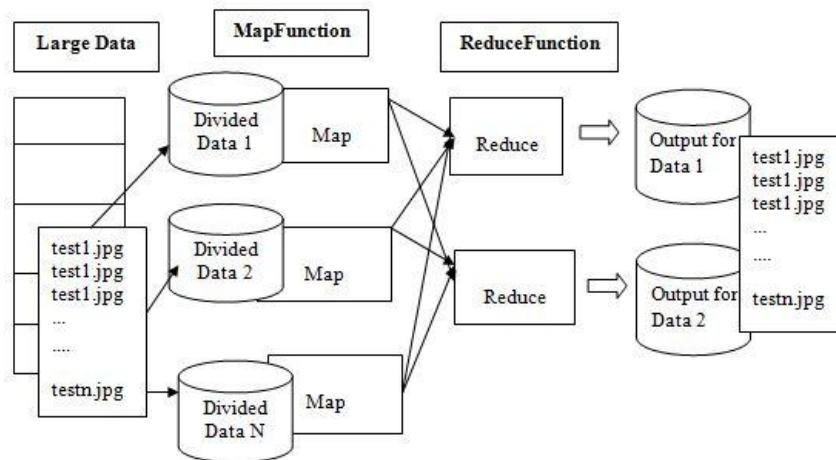 Large Data
MapFunction
ReduceFunction
Divided
Data 1
Map
Reduce
Output for
Data 1
test1.jpg
test1.jpg
test1.jpg
...
....
testn.jpg
test1.jpg
test1.jpg
test1.jpg
...
....
testn.jpg
Divided
Data 2
Map
Reduce
Output for
Data 2
Divided
Data N
Map